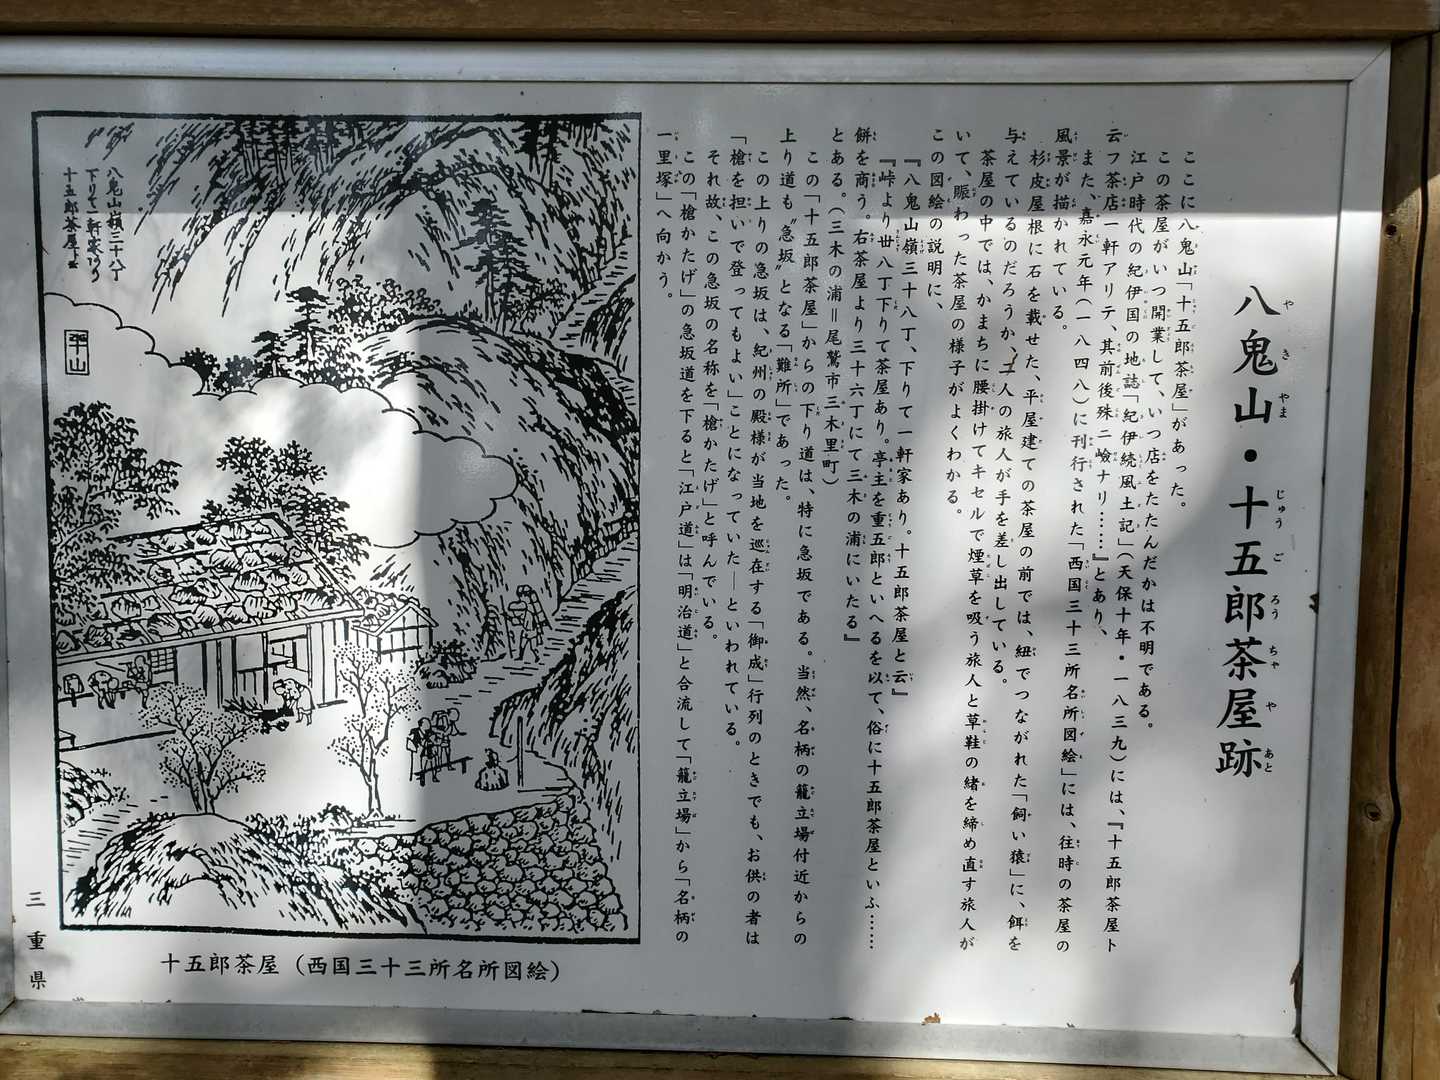 八鬼山・十五郎茶屋跡
ここに八鬼山「十五郎茶屋」があった。
この茶屋がいつ開業して、いつ店をたたんだかは不明である。
江戸時代の紀伊国の地誌「紀伊続風土記」(天保十年・一八三九)には、『十五郎茶屋ト
云フ茶店一軒アリテ、其前後殊ニ嶮ナリ……』とあり、
また、嘉永元年(一八四八)に刊行された「西国三十三所名所図絵」には、往時の茶屋の
風景が描かれている。
杉皮屋根に石を載せた、平屋建ての茶屋の前では、紐でつながれた「飼い猿」に、餌を
与えているのだろうか、二人の旅人が手を差し出している。
茶屋の中では、かまちに腰掛けてキセルで煙草を吸う旅人と草鞋の緒を締め直す旅人が
いて、賑わった茶屋の様子がよくわかる。
この図絵の説明に、
『八鬼山嶺三十八丁、下りて一軒家あり。十五郎茶屋と云』
『峠より丗八丁下りて茶屋あり。亭主を重五郎といへるを以て、俗に十五郎茶屋といふ……
餅を商う。右茶屋より三十六丁にて三木の浦にいたる』
とある。(三木の浦=尾鷲市三木里町)
この「十五郎茶屋」からの下り道は、特に急坂である。当然、名柄の籠立場付近からの
上り道も〝急坂〟となる「難所」であった。
この上りの急坂は、紀州の殿様が当地を巡在する「御成」行列のときでも、お供の者は
「槍を担いで登ってもよい」ことになっていた―といわれている。
それ故、この急坂の名称を「槍かたげ」と呼んでいる。
この「槍かたげ」の急坂道を下ると「江戸道」は「明治道」と合流して「籠立場」から「名柄の
一里塚」へ向かう。
八鬼山嶺三十八丁
下りて一軒家あり
十五郎茶屋と云
十五郎茶屋(西国三十三所名所図絵)
三重県